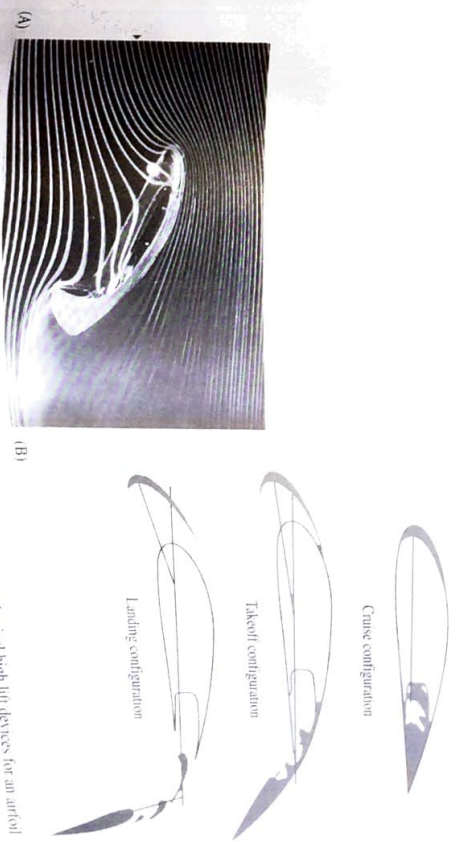 (A)
(B)
Cruise configuration
Takeoff configuration
Landing configuration
high lift devices for an airfoil